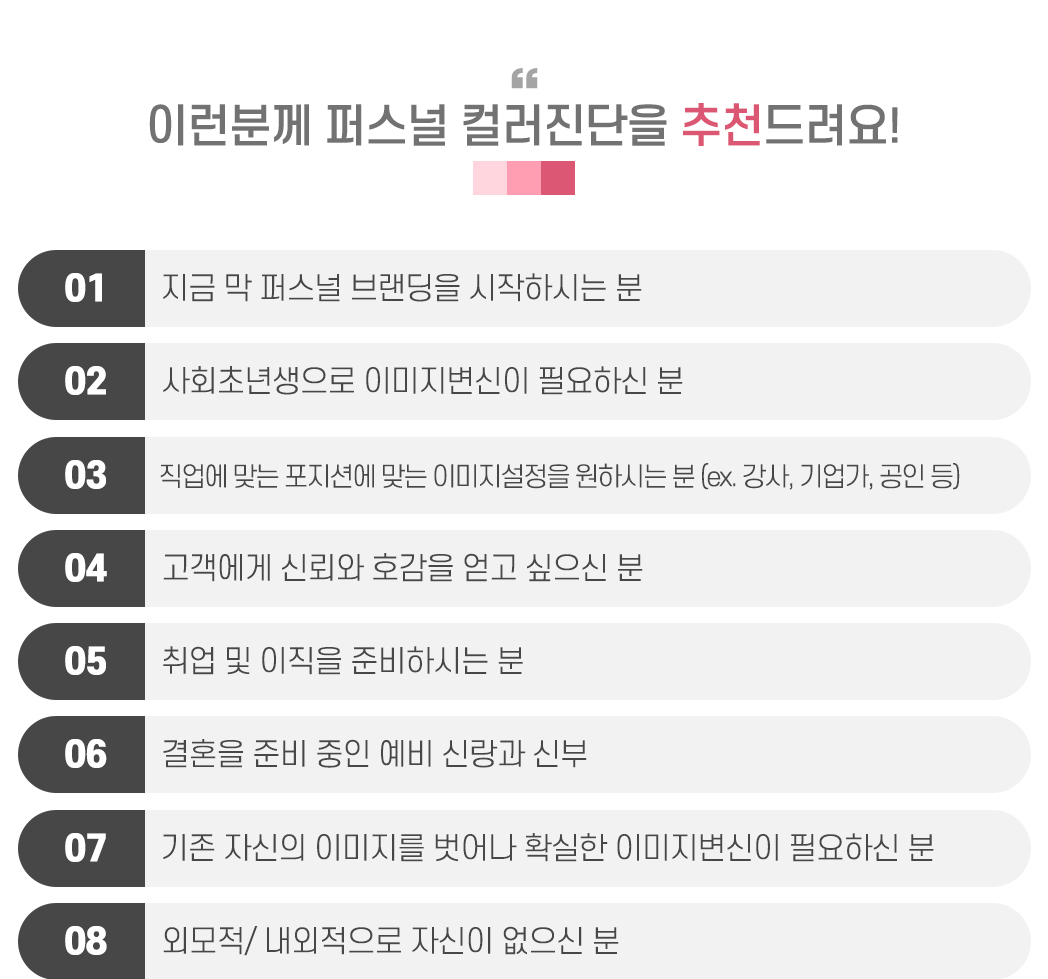 “
이런분께 퍼스널 컬러진단을 추천드려요!
01 지금 막 퍼스널 브랜딩을 시작하시는 분
02 사회초년생으로 이미지변신이 필요하신 분
03 직업에 맞는 포지션에 맞는 이미지설정을 원하시는 분 (ex. 강사, 기업가, 공인 등)
04 고객에게 신뢰와 호감을 얻고 싶으신 분
05 취업 및 이직을 준비하시는 분
06 결혼을 준비 중인 예비 신랑과 신부
07 기존 자신의 이미지를 벗어나 확실한 이미지변신이 필요하신 분
08 외모적/ 내외적으로 자신이 없으신 분